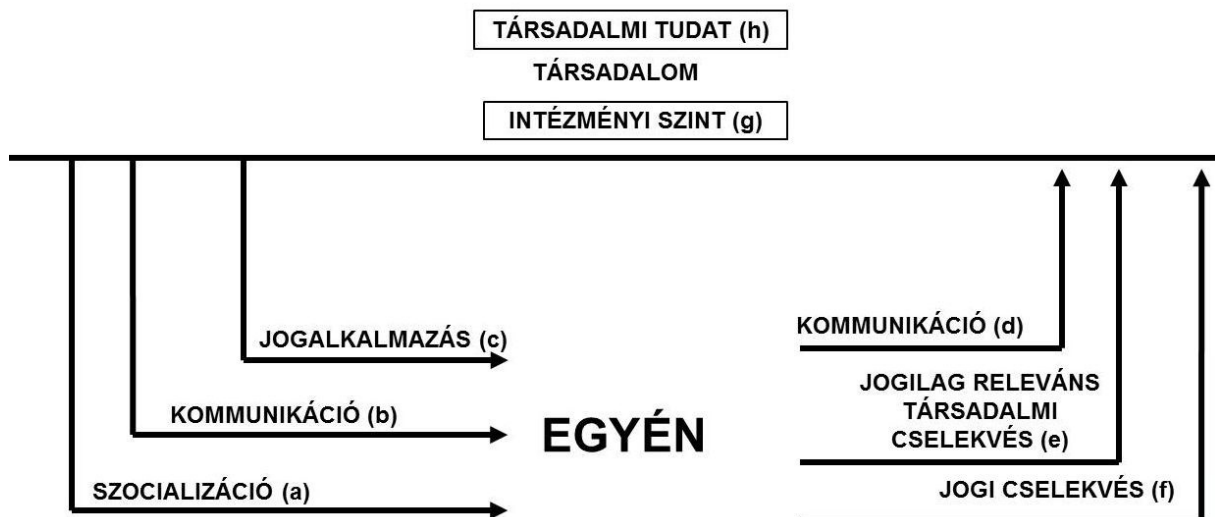 TÁRSADALMI TUDAT (h)
TÁRSADALOM
INTÉZMÉNYI SZINT (g)
JOGALKALMAZÁS (c)
KOMMUNIKÁCIÓ (b)
SZOCIALIZÁCIÓ (a)
EGYÉN
KOMMUNIKÁCIÓ (d)
JOGILAG RELEVÁNS
TÁRSADALMI
CSELEKVÉS (e)
JOGI CSELEKVÉS (f)